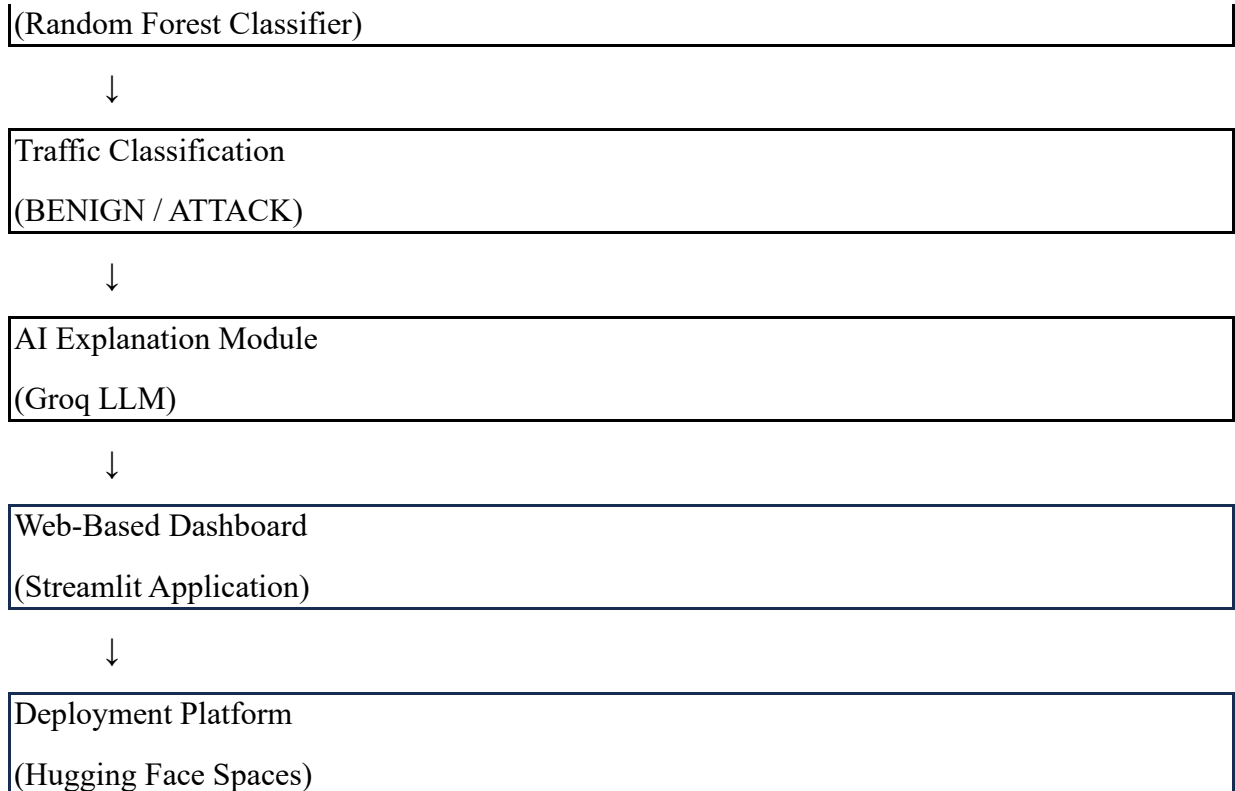 (Random Forest Classifier)
↓
Traffic Classification
(BENIGN / ATTACK)
↓
AI Explanation Module
(Groq LLM)
↓
Web-Based Dashboard
(Streamlit Application)
↓
Deployment Platform
(Hugging Face Spaces)